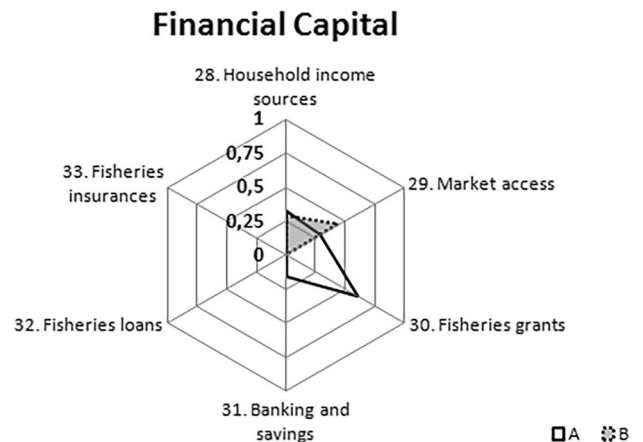 Financial Capital
28. Household income
sources
1
0,75
33. Fisheries
insurances
29. Market access
0,5
0,25
0
32. Fisheries loans
30. Fisheries grants
31. Banking and
savings
A B